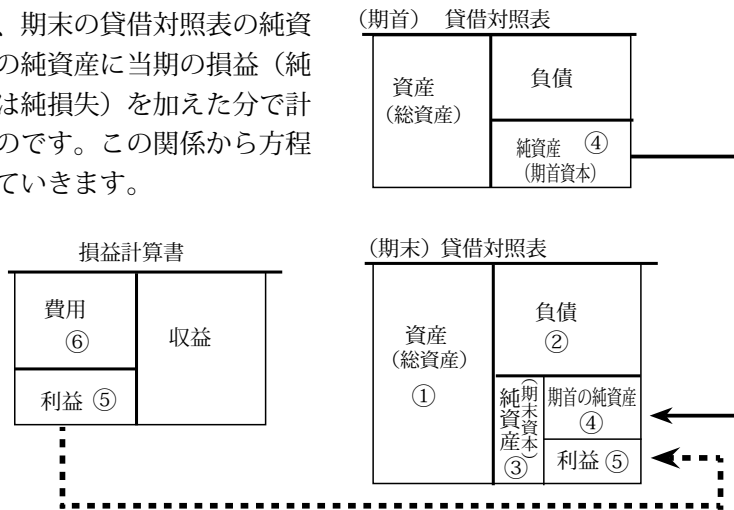 、期末の貸借対照表の純資
の純資産に当期の損益（純
は純損失）を加えた分で計
のです。この関係から方程
ていきます。
（期首）　貸借対照表
資産
（総資産）
負債
純資産　④
（期首資本）
損益計算書
費用
⑥
利益 ⑤
収益
（期末）貸借対照表
資産
（総資産）
①
負債
②
純資産③
（期末資本）
期首の純資産
④
利益 ⑤